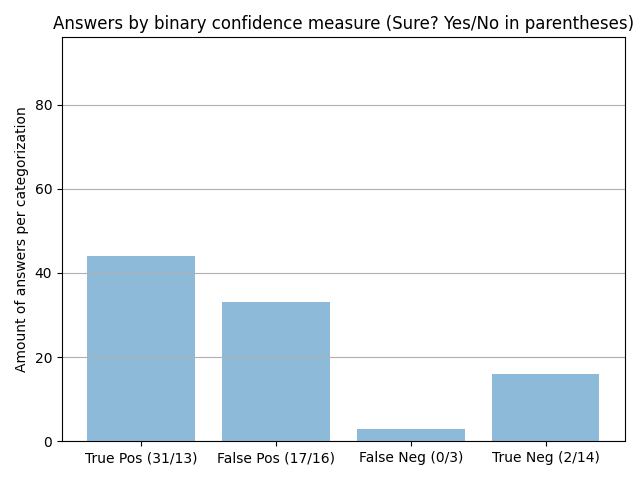 Answers by binary confidence measure (Sure? Yes/No in parentheses)
Amount of answers per categorization
80
60
40
20
0
True Pos (31/13) False Pos (17/16) False Neg (0/3) True Neg (2/14)